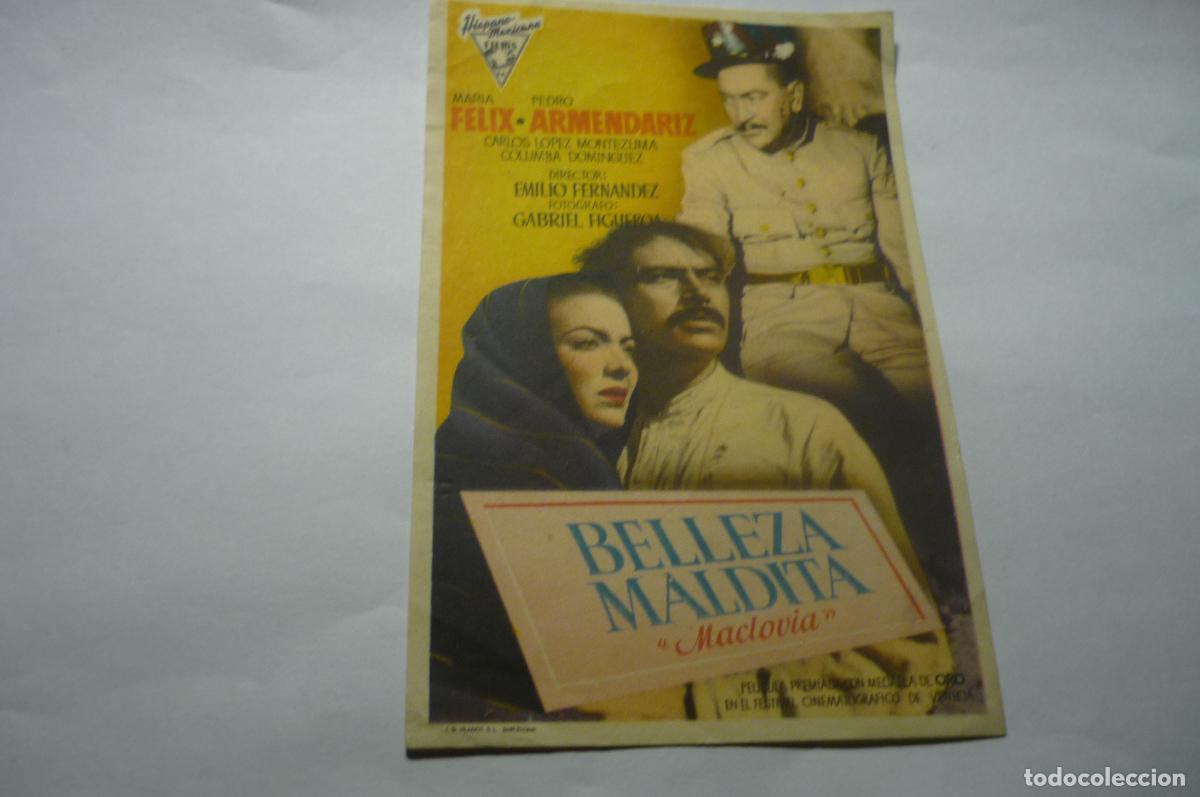 Hispano-
Mexicana
Films
MARIA PEDRO
FELIX · ARMENDARIZ
CARLOS LOPEZ MONTEZUMA
COLUMBA DOMINGUEZ
DIRECTOR:
EMILIO FERNANDEZ
FOTOGRAFO:
GABRIEL FIGUEROA
BELLEZA
MALDITA
"Maclovia"
PELICULA PREMIADA CON MEDALLA DE ORO
EN EL FESTIVAL CINEMATOGRAFICO DE VENECIA
BARCELONA
todocoleccion